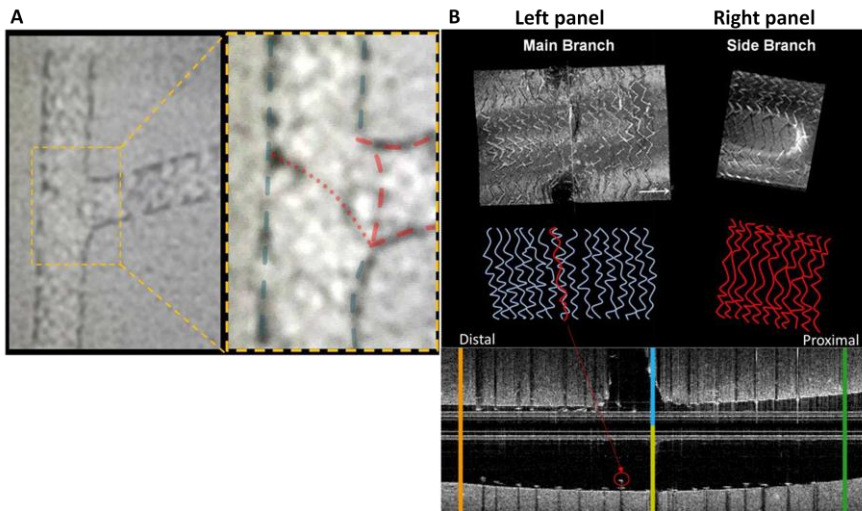 A
B
Left panel
Right panel
Main Branch
Side Branch
Distal
Proximal